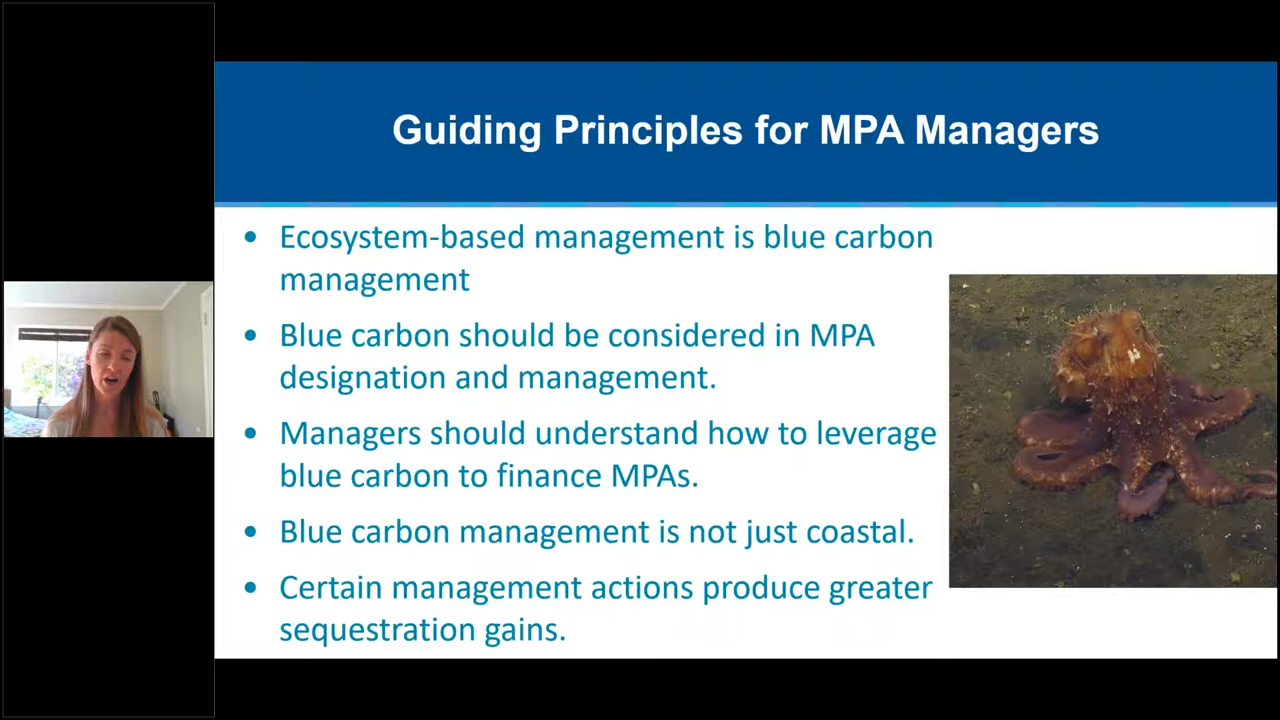 Guiding Principles for MPA Managers
• Ecosystem-based management is blue carbon
management
• Blue carbon should be considered in MPA
designation and management.
• Managers should understand how to leverage
blue carbon to finance MPAs.
• Blue carbon management is not just coastal.
• Certain management actions produce greater
sequestration gains.